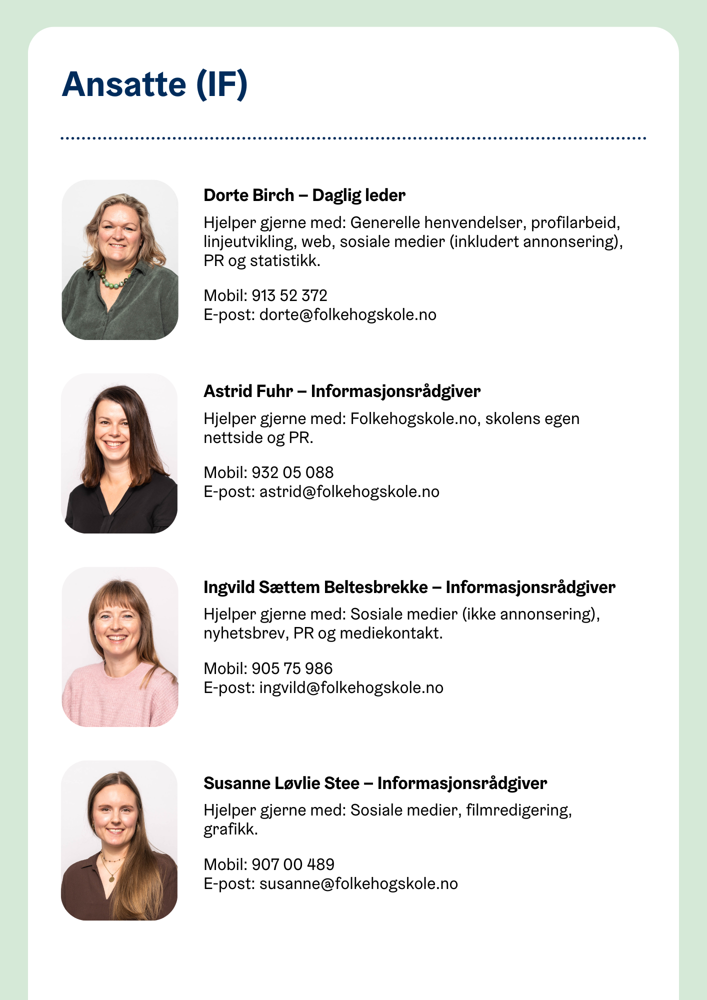 Ansatte (IF)
Dorte Birch – Daglig leder
Hjelper gjerne med: Generelle henvendelser, profilarbeid,
linjeutvikling, web, sosiale medier (inkludert annonsering),
PR og statistikk.
Mobil: 913 52 372
E-post: dorte@folkehogskole.no
Astrid Fuhr – Informasjonsrådgiver
Hjelper gjerne med: Folkehogskole.no, skolens egen
nettside og PR.
Mobil: 932 05 088
E-post: astrid@folkehogskole.no
Ingvild Sættem Beltesbrekke – Informasjonsrådgiver
Hjelper gjerne med: Sosiale medier (ikke annonsering),
nyhetsbrev, PR og mediekontakt.
Mobil: 905 75 986
E-post: ingvild@folkehogskole.no
Susanne Løvlie Stee – Informasjonsrådgiver
Hjelper gjerne med: Sosiale medier, filmredigering,
grafikk.
Mobil: 907 00 489
E-post: susanne@folkehogskole.no